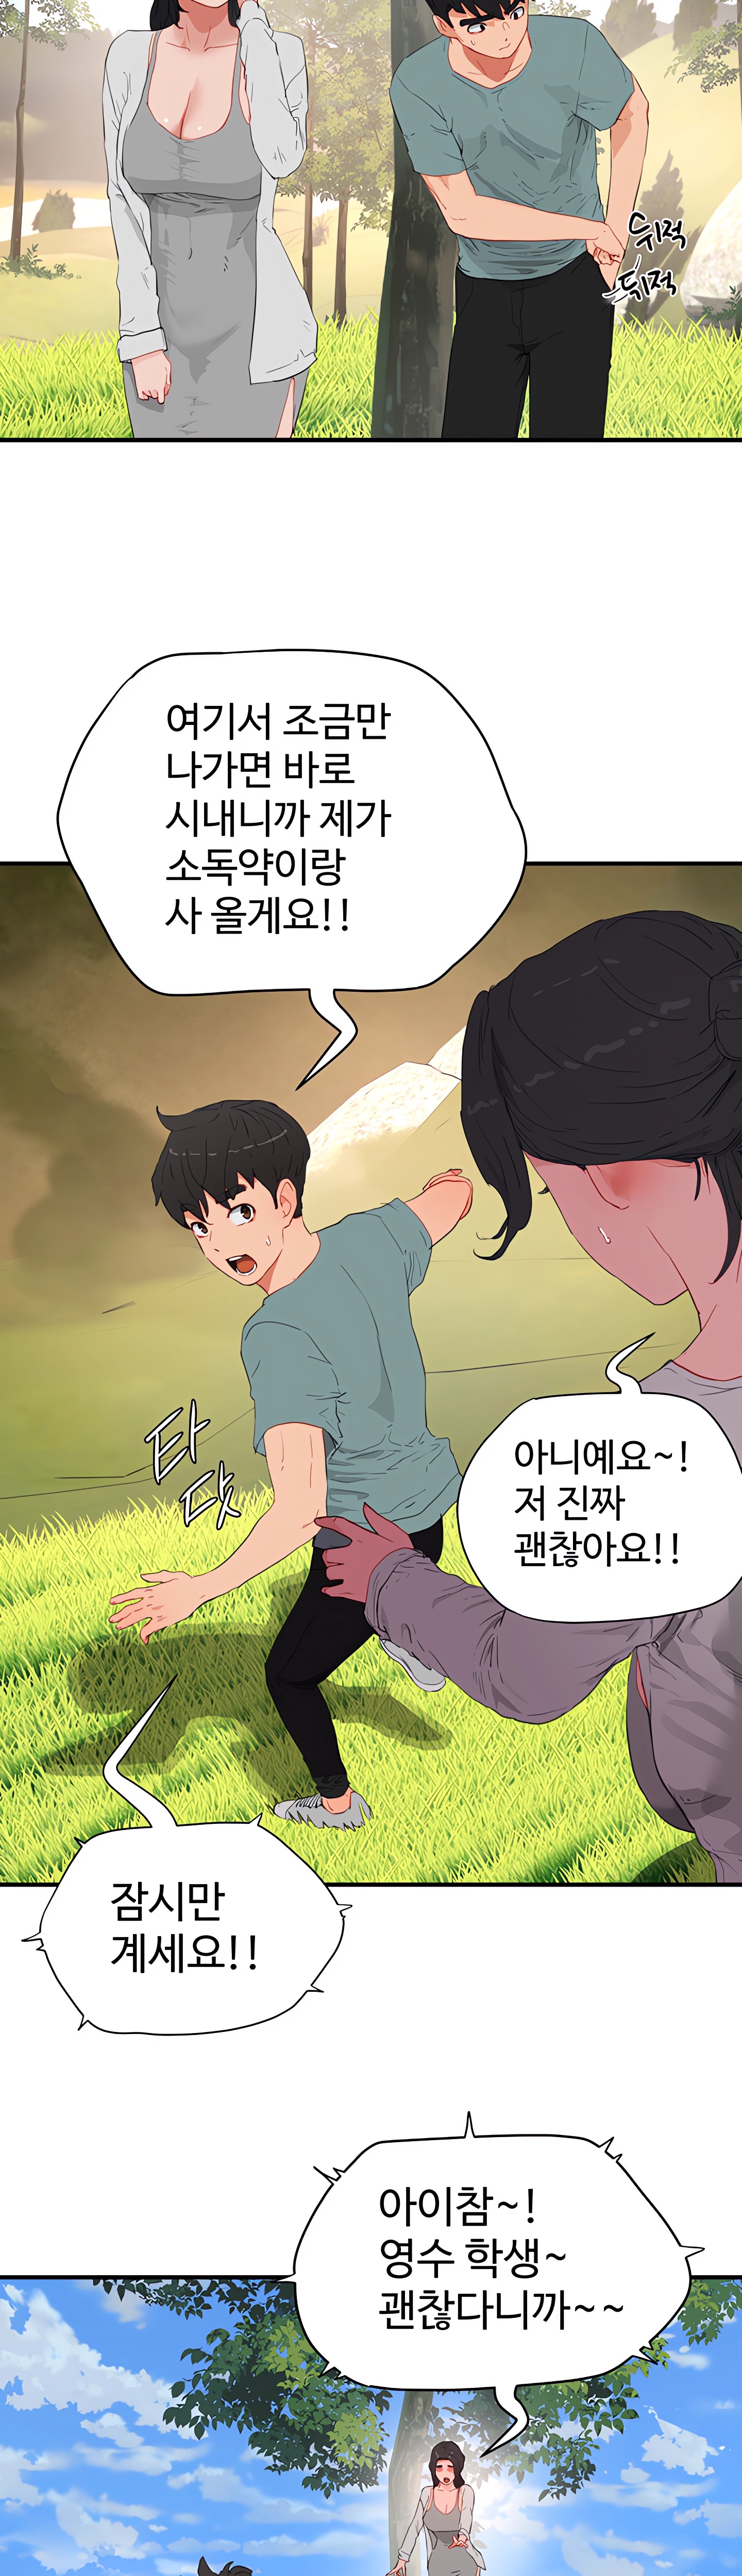 뒤적
뒤적
여기서 조금만
나가면 바로
시내니까 제가
소독약이랑
사 올게요!!
아니예요~!
저 진짜
괜찮아요!!
타
닷
잠시만
계세요!!
아이참~!
영수 학생~
괜찮다니까~~